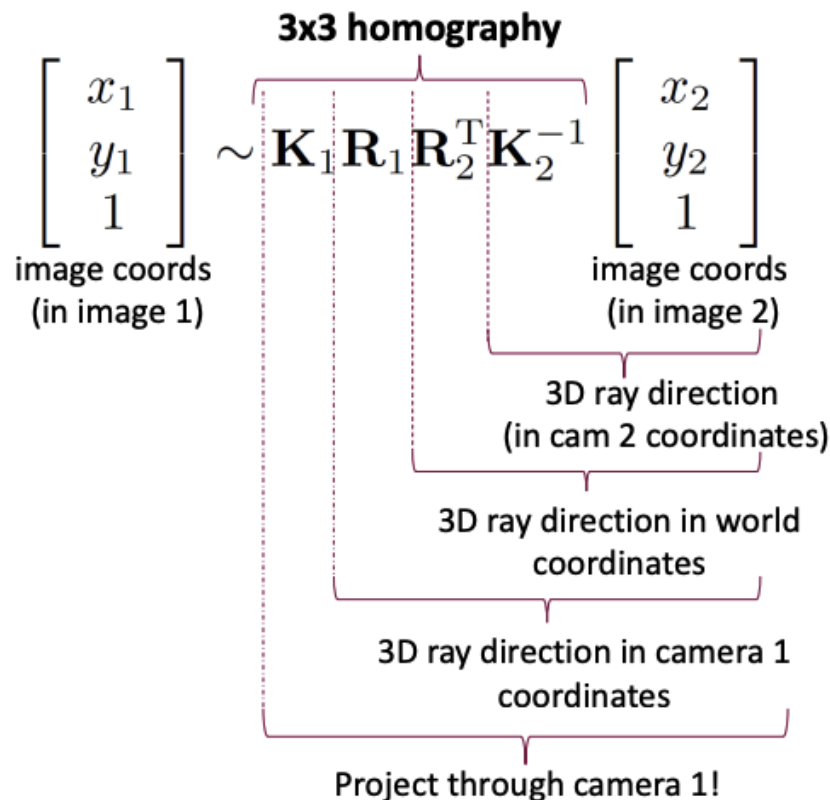 3x3 homography
[ x₁ y₁ 1 ] ~ K₁ R₁ R₂ᵀ K₂⁻¹ [ x₂ y₂ 1 ]
image coords
(in image 1)
image coords
(in image 2)
3D ray direction
(in cam 2 coordinates)
3D ray direction in world
coordinates
3D ray direction in camera 1
coordinates
Project through camera 1!